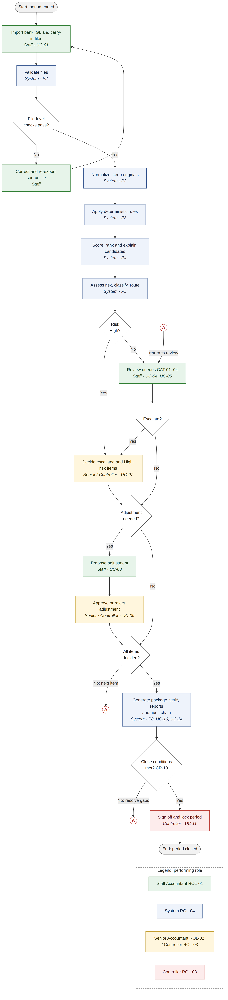 Start: period ended
Import bank, GL and carry-
in files
Staff · UC-01
Validate files
System · P2
File-level
checks pass?
No
Yes
Correct and re-export
source file
Staff
Normalize, keep originals
System · P2
Apply deterministic rules
System · P3
Score, rank and explain
candidates
System · P4
Assess risk, classify, route
System · P5
Risk
High?
A
No
return to review
Review queues CAT-01..04
Staff · UC-04, UC-05
Yes
Escalate?
Yes
Decide escalated and High-
risk items
Senior / Controller · UC-07
No
Adjustment
needed?
Yes
Propose adjustment
Staff · UC-08
No
Approve or reject
adjustment
Senior / Controller · UC-09
All items
decided?
No: next item
Yes
A
Generate package, verify
reports
and audit chain
System · P8, UC-10, UC-14
Close conditions
met? CR-10
No: resolve gaps
Yes
A
Sign off and lock period
Controller · UC-11
End: period closed
Legend: performing role
Staff Accountant ROL-01
System ROL-04
Senior Accountant ROL-02
/ Controller ROL-03
Controller ROL-03